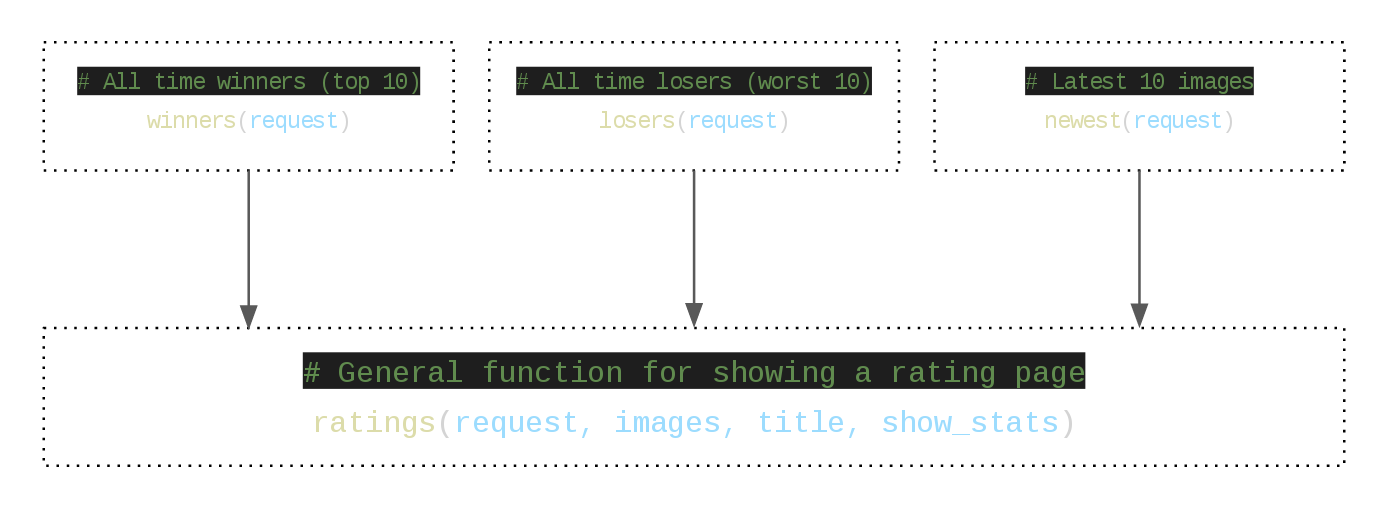 # All time winners (top 10)
winners(request)
# All time losers (worst 10)
losers(request)
# Latest 10 images
newest(request)
# General function for showing a rating page
ratings(request, images, title, show_stats)